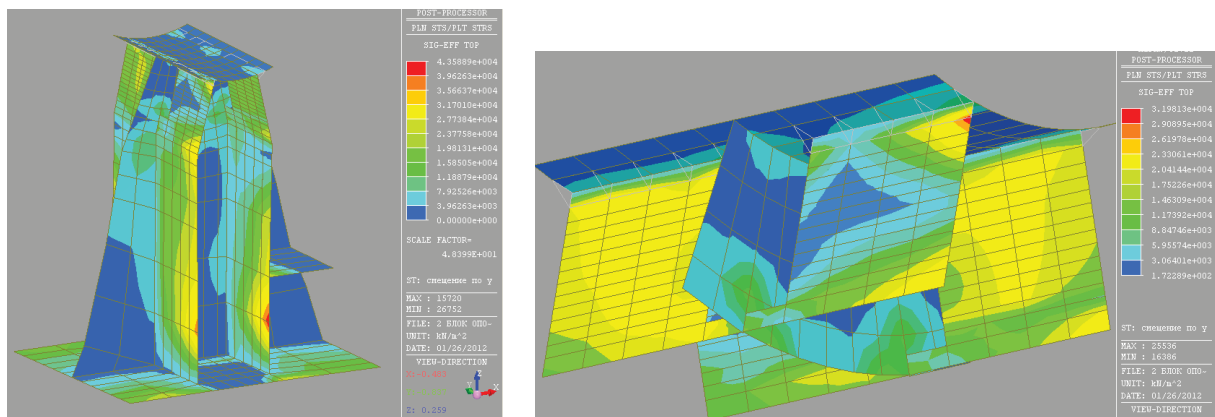 POST-PROCESSOR
PLN STS/PLT STRS
SIG-EFF TOP
4.35889e+004
3.96263e+004
3.56637e+004
3.17010e+004
2.77384e+004
2.37758e+004
1.98131e+004
1.58505e+004
1.18879e+004
7.92526e+003
3.96263e+003
0.00000e+000
SCALE FACTOR=
4.8399E+001
ST: смешение по y
MAX : 15720
MIN : 26752
FILE: 2 БЛОК ОПО-
UNIT: kN/m^2
DATE: 01/26/2012
VIEW-DIRECTION
X:-0.483
Z: 0.259
Z
Y
X
POST-PROCESSOR
PLN STS/PLT STRS
SIG-EFF TOP
3.19813e+004
2.90895e+004
2.61978e+004
2.33061e+004
2.04144e+004
1.75226e+004
1.46309e+004
1.17392e+004
8.84746e+003
5.95574e+003
3.06401e+003
1.72289e+002
ST: смешение по y
MAX : 25536
MIN : 16386
FILE: 2 БЛОК ОПО-
UNIT: kN/m^2
DATE: 01/26/2012
VIEW-DIRECTION